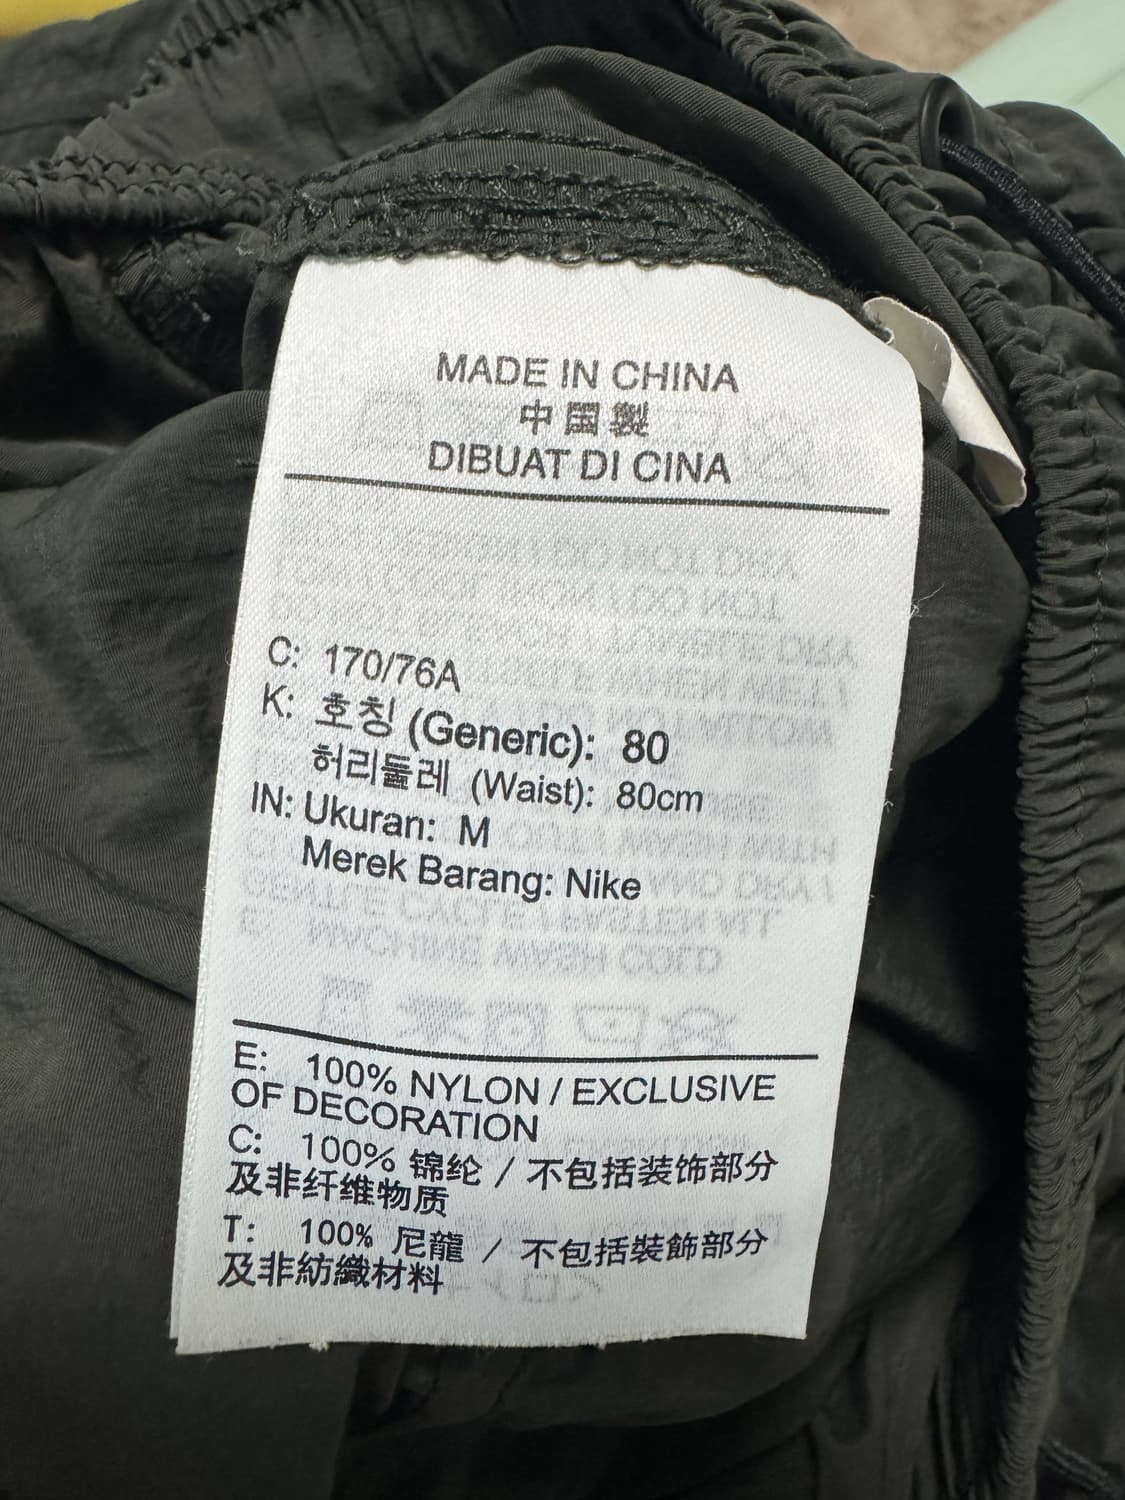 MADE IN CHINA
中国製
DIBUAT DI CINA
C: 170/76A
K: 호칭 (Generic): 80
허리둘레 (Waist): 80cm
IN: Ukuran: M
Merek Barang: Nike
E: 100% NYLON / EXCLUSIVE
OF DECORATION
C: 100% 锦纶 / 不包括装饰部分
及非纤维物质
T: 100% 尼龍 / 不包括裝飾部分
及非紡織材料